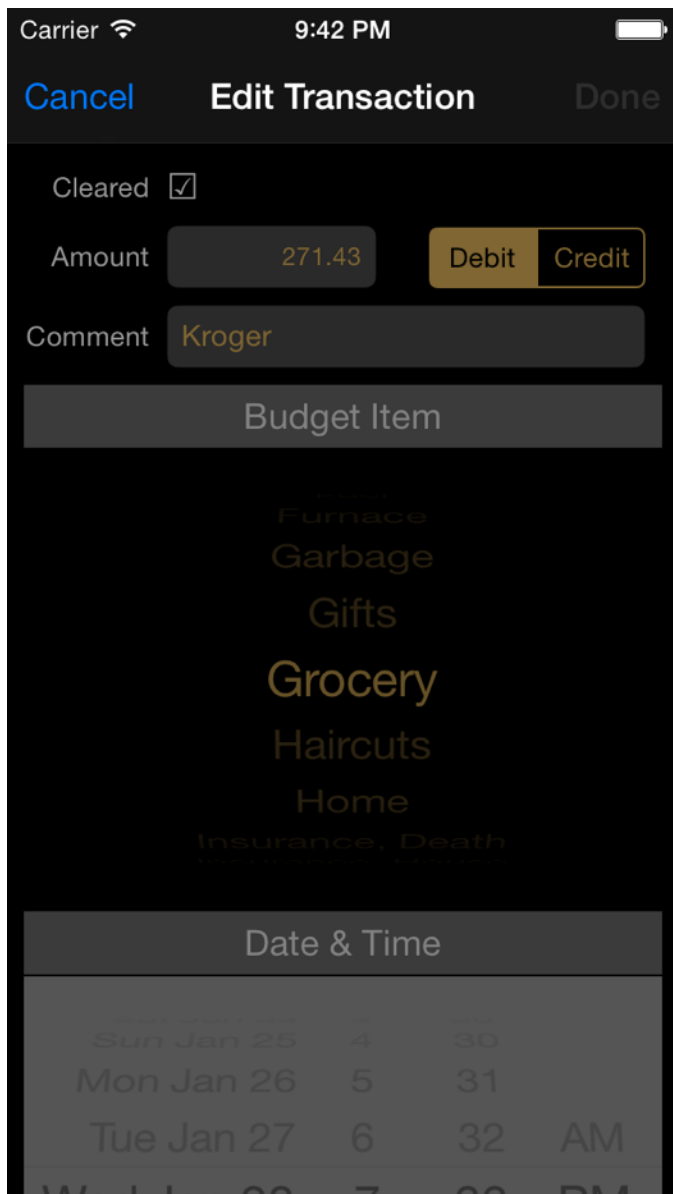 Carrier 9:42 PM
Cancel Edit Transaction Done
Cleared
Amount 271.43 Debit Credit
Comment Kroger
Budget Item
Furnace
Garbage
Gifts
Grocery
Haircuts
Home
Insurance, Death
Date & Time
Sun Jan 25 4 30
Mon Jan 26 5 31
Tue Jan 27 6 32 AM